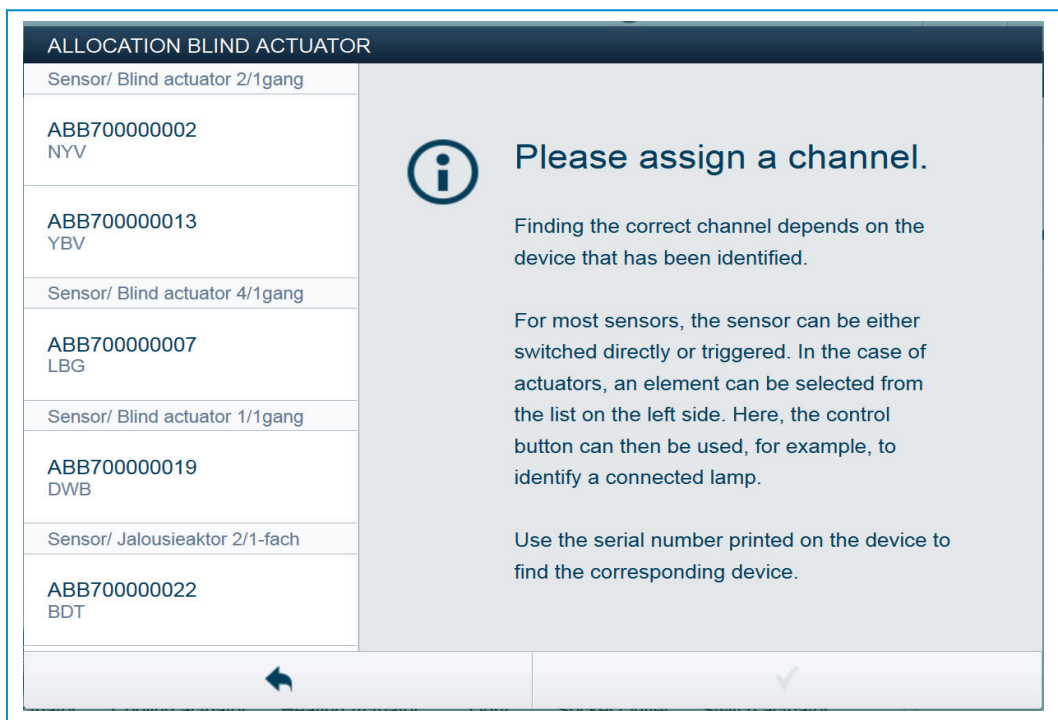 ALLOCATION BLIND ACTUATOR
Sensor/ Blind actuator 2/1gang
ABB700000002
NYV
ABB700000013
YBV
Sensor/ Blind actuator 4/1gang
ABB700000007
LBG
Sensor/ Blind actuator 1/1gang
ABB700000019
DWB
Sensor/ Jalousieaktor 2/1-fach
ABB700000022
BDT
Please assign a channel.
Finding the correct channel depends on the
device that has been identified.
For most sensors, the sensor can be either
switched directly or triggered. In the case of
actuators, an element can be selected from
the list on the left side. Here, the control
button can then be used, for example, to
identify a connected lamp.
Use the serial number printed on the device to
find the corresponding device.